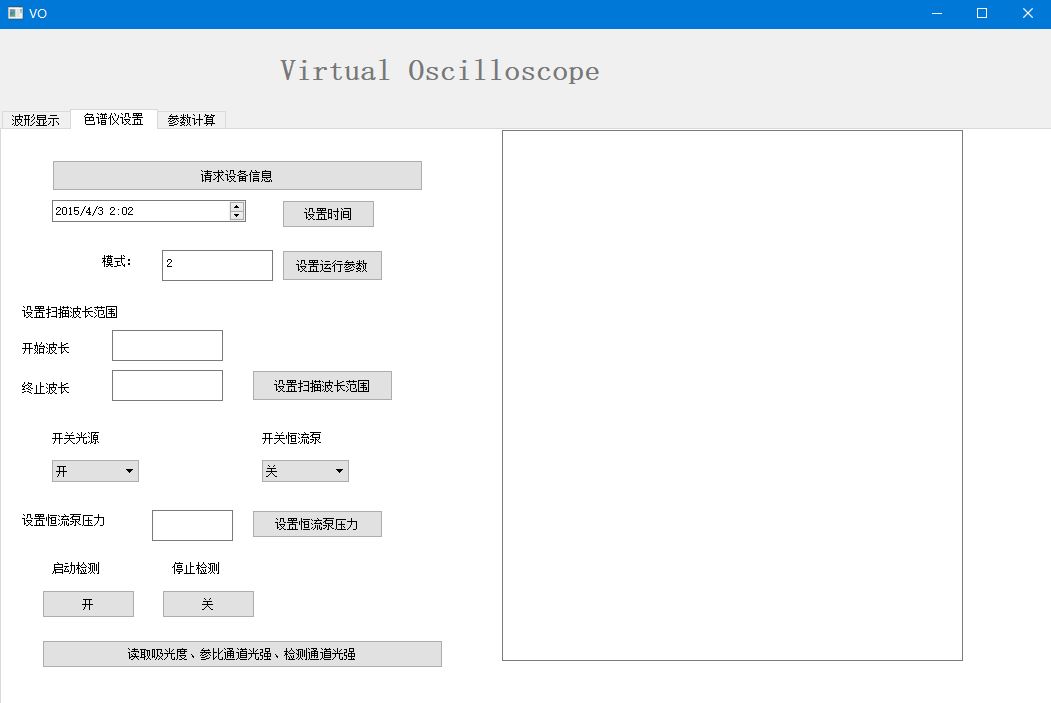 VO
Virtual Oscilloscope
波形显示 色谱仪设置 参数计算
请求设备信息
2015/4/3 2:02 设置时间
模式: 2 设置运行参数
设置扫描波长范围
开始波长
终止波长 设置扫描波长范围
开关光源 开关恒流泵
开 关
设置恒流泵压力 设置恒流泵压力
启动检测 停止检测
开 关
读取吸光度、参比通道光强、检测通道光强